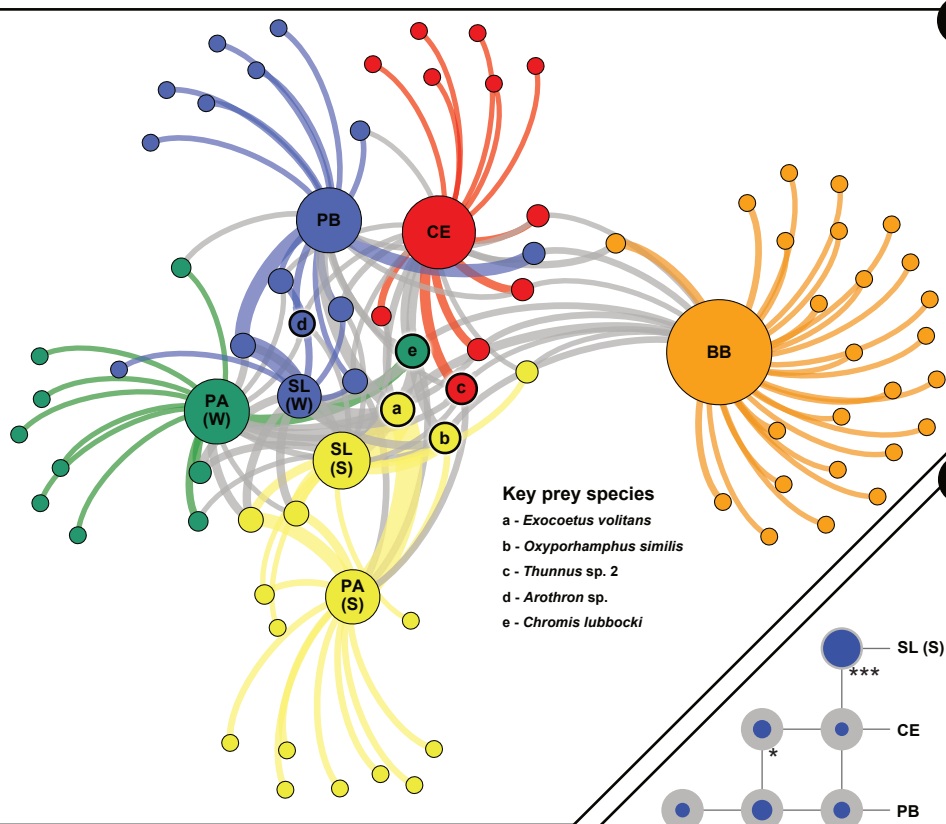 PB
CE
BB
d
e
c
a
b
SL
(W)
PA
(W)
SL
(S)
PA
(S)
Key prey species
a - Exocoetus volitans
b - Oxyporhamphus similis
c - Thunnus sp. 2
d - Arothron sp.
e - Chromis lubbocki
SL (S)
***
CE
*
PB